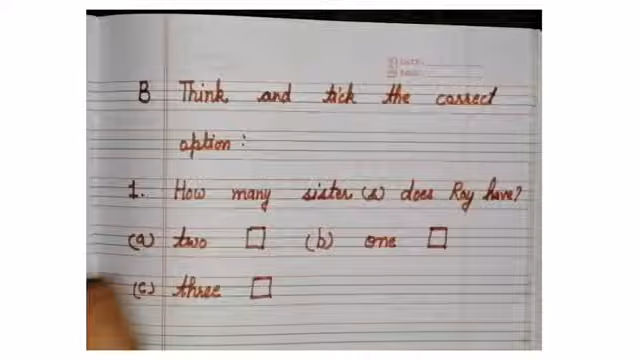 B Think and tick the correct
option :
1. How many sister (s) does Roy have?
(a) two (b) one
(c) three